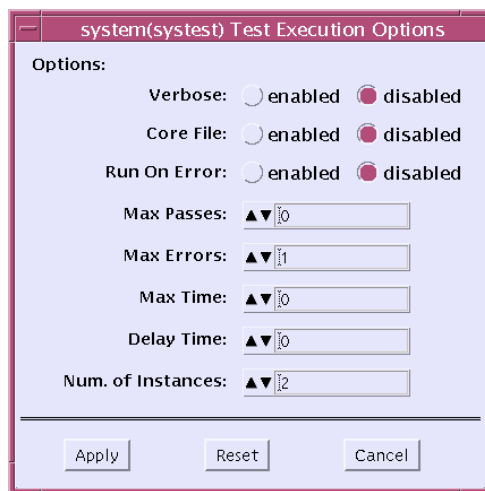 system(systest) Test Execution Options
Options:
Verbose: enabled disabled
Core File: enabled disabled
Run On Error: enabled disabled
Max Passes: 0
Max Errors: 1
Max Time: 0
Delay Time: 0
Num. of Instances: 2
Apply Reset Cancel